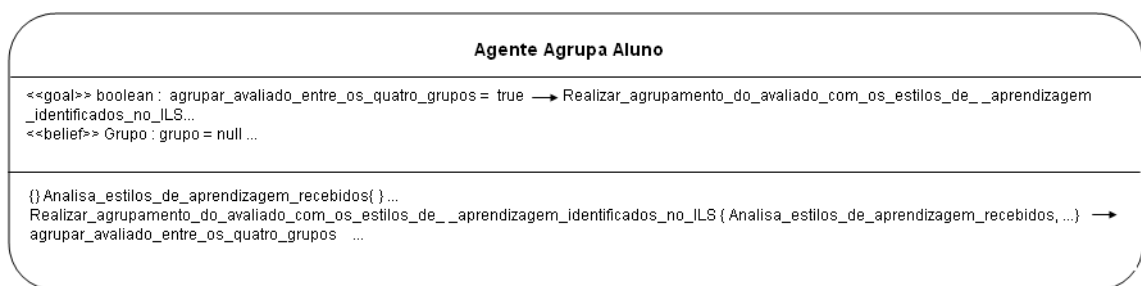 Agente Agrupa Aluno
<<goal>> boolean : agrupar_avaliado_entre_os_quatro_grupos = true → Realizar_agrupamento_do_avaliado_com_os_estilos_de_ _aprendizagem
_identificados_no_ILS...
<<belief>> Grupo : grupo = null ...
{} Analisa_estilos_de_aprendizagem_recebidos{ } ...
Realizar_agrupamento_do_avaliado_com_os_estilos_de_ _aprendizagem_identificados_no_ILS { Analisa_estilos_de_aprendizagem_recebidos, ...} →
agrupar_avaliado_entre_os_quatro_grupos ...